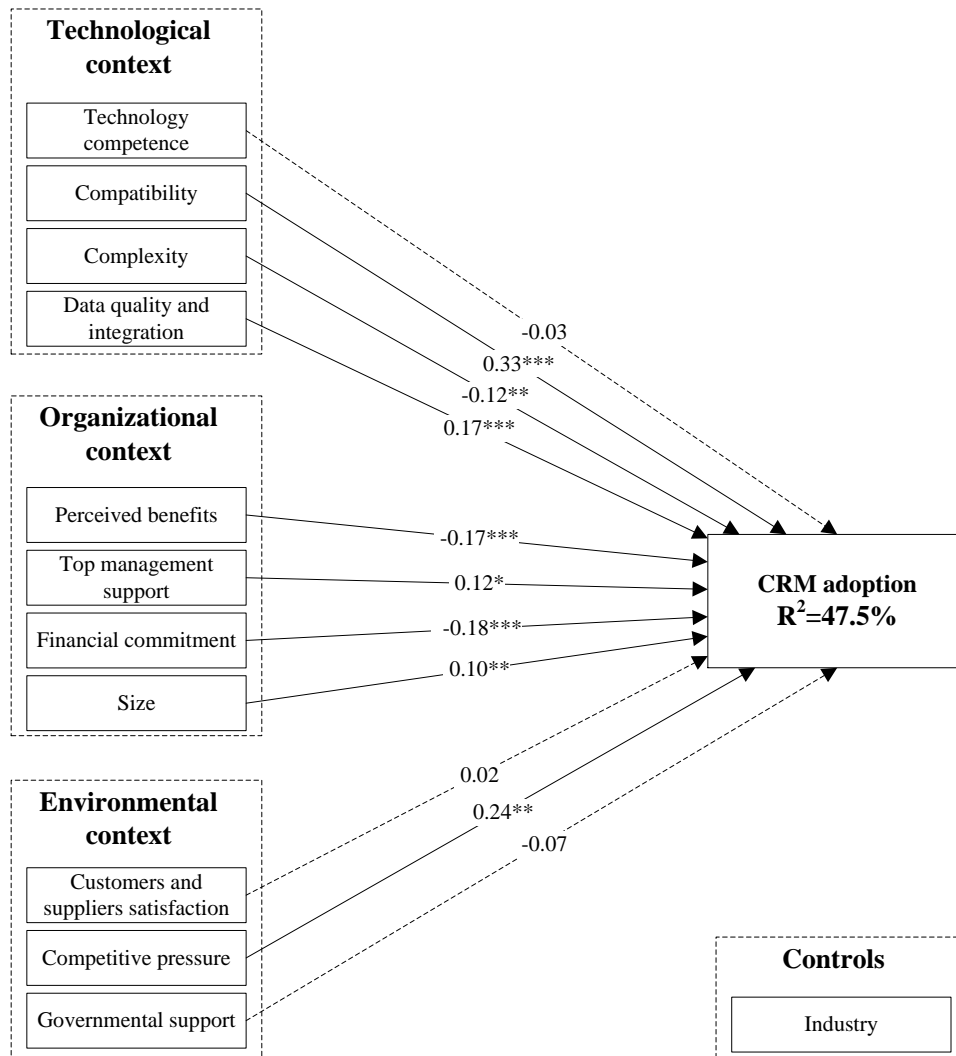 Technological
context
Technology
competence
Compatibility
Complexity
Data quality and
integration
-0.03
0.33***
-0.12**
0.17***
Organizational
context
Perceived benefits
Top management
support
Financial commitment
Size
-0.17***
0.12*
-0.18***
0.10**
CRM adoption
R²=47.5%
Environmental
context
Customers and
suppliers satisfaction
Competitive pressure
Governmental support
0.02
0.24**
-0.07
Controls
Industry